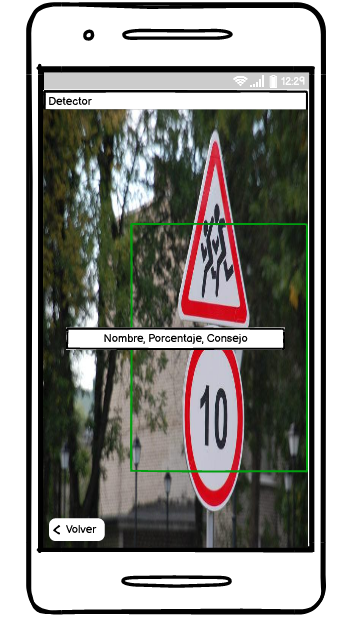 12:29
Detector
Nombre, Porcentaje, Consejo
10
Volver